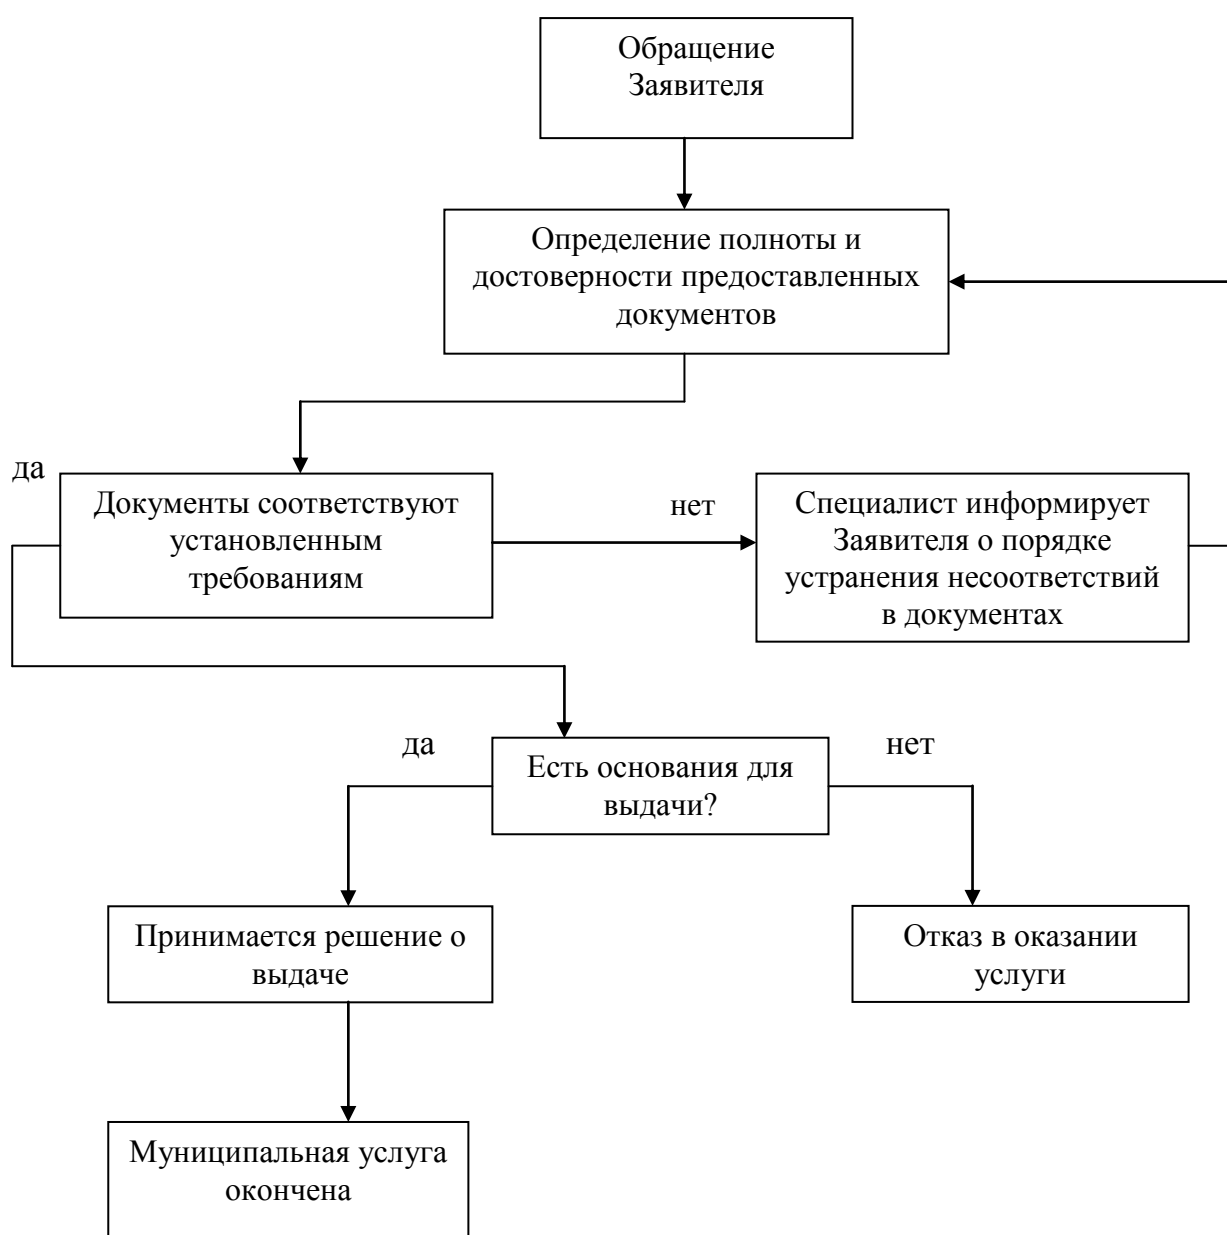 Обращение
Заявителя
Определение полноты и
достоверности предоставленных
документов
да
Документы соответствуют
установленным
требованиям
нет
Специалист информирует
Заявителя о порядке
устранения несоответствий
в документах
да
Есть основания для
выдачи?
нет
Принимается решение о
выдаче
Отказ в оказании
услуги
Муниципальная услуга
окончена